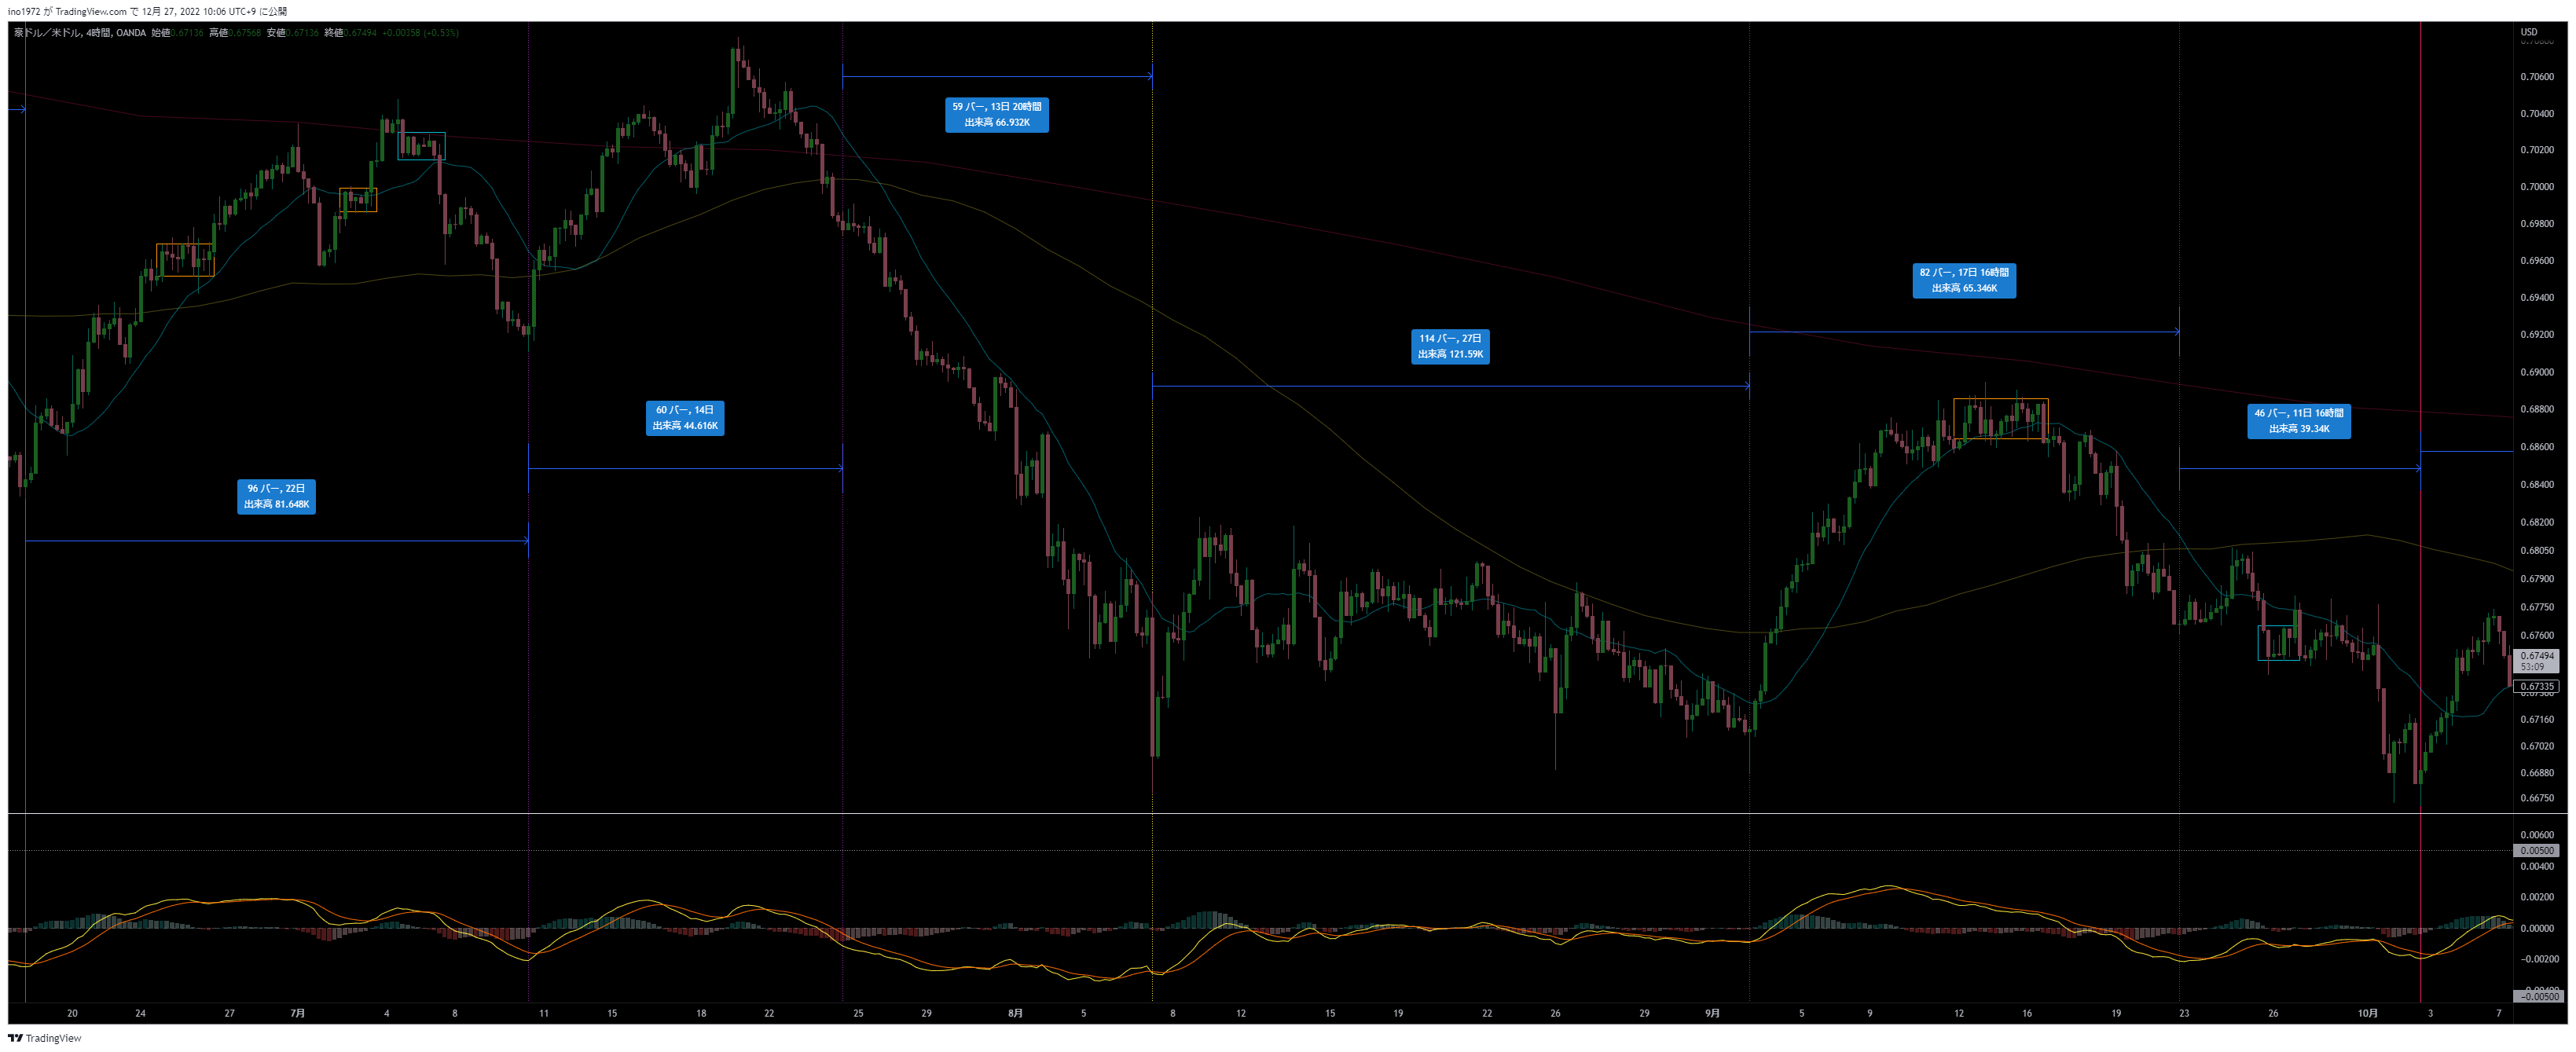 ino1972 が TradingView.com で 12月 27, 2022 10:06 UTC+9 に公開
豪ドル／米ドル, 4時間, OANDA 始値0.67136 高値0.67568 安値0.67136 終値0.67494 +0.00358 (+0.53%)
USD
0.70600
0.70400
0.70200
0.70000
0.69800
0.69600
0.69400
0.69200
0.69000
0.68800
0.68600
0.68400
0.68200
0.68050
0.67900
0.67750
0.67600
0.67494
53:09
0.67335
0.67160
0.67020
0.66880
0.66750
59 バー, 13日 20時間
出来高 66.932K
82 バー, 17日 16時間
出来高 65.346K
114 バー, 27日
出来高 121.59K
60 バー, 14日
出来高 44.616K
46 バー, 11日 16時間
出来高 39.34K
96 バー, 22日
出来高 81.648K
0.00600
0.00500
0.00400
0.00200
0.00000
−0.00200
−0.00500
20 24 27 7月 4 8 11 15 18 22 25 29 8月 5 8 12 15 19 22 26 29 9月 5 9 12 16 19 23 26 10月 3 7
TradingView